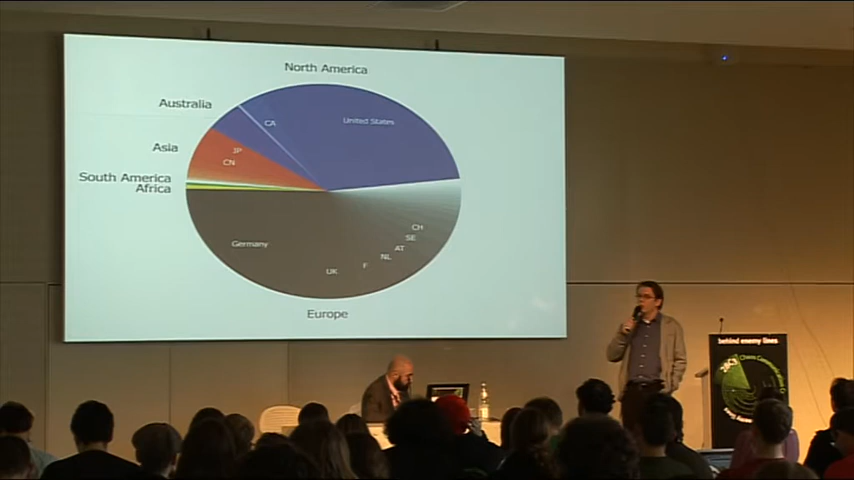 North America
Australia
CA
United States
Asia
JP
CN
South America
Africa
CH
SE
Germany
AT
NL
F
UK
Europe
behind enemy lines